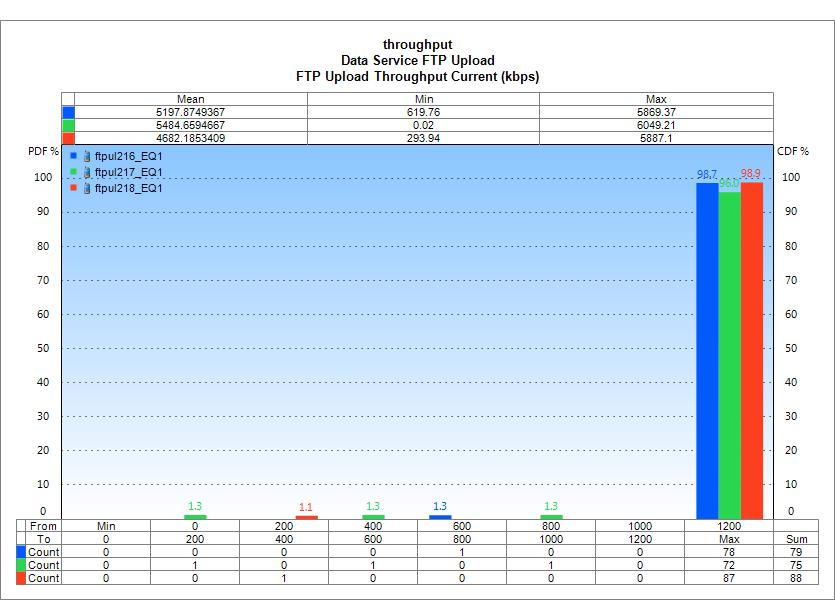 throughput
Data Service FTP Upload
FTP Upload Throughput Current (kbps)
Mean Min Max
5197.8749367 619.76 5869.37
5484.6594667 0.02 6049.21
4682.1853409 293.94 5887.1
PDF % CDF %
ftpul216_EQ1
ftpul217_EQ1
ftpul218_EQ1
98.7 96.0 98.9
100 100
90 90
80 80
70 70
60 60
50 50
40 40
30 30
20 20
10 10
1.3 1.1 1.3 1.3 1.3
0 0
From Min 0 200 400 600 800 1000 1200
To 0 200 400 600 800 1000 1200 Max Sum
Count 0 0 0 0 1 0 0 78 79
Count 0 1 0 1 0 1 0 72 75
Count 0 0 1 0 0 0 0 87 88